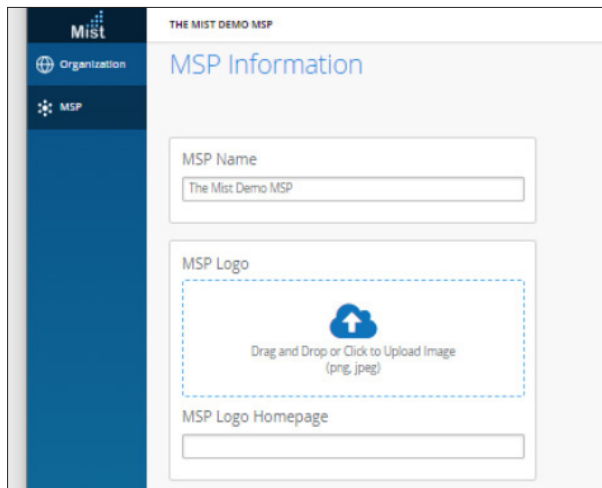 Mist
THE MIST DEMO MSP
Organization
MSP
MSP Information
MSP Name
The Mist Demo MSP
MSP Logo
Drag and Drop or Click to Upload Image
(png, jpeg)
MSP Logo Homepage